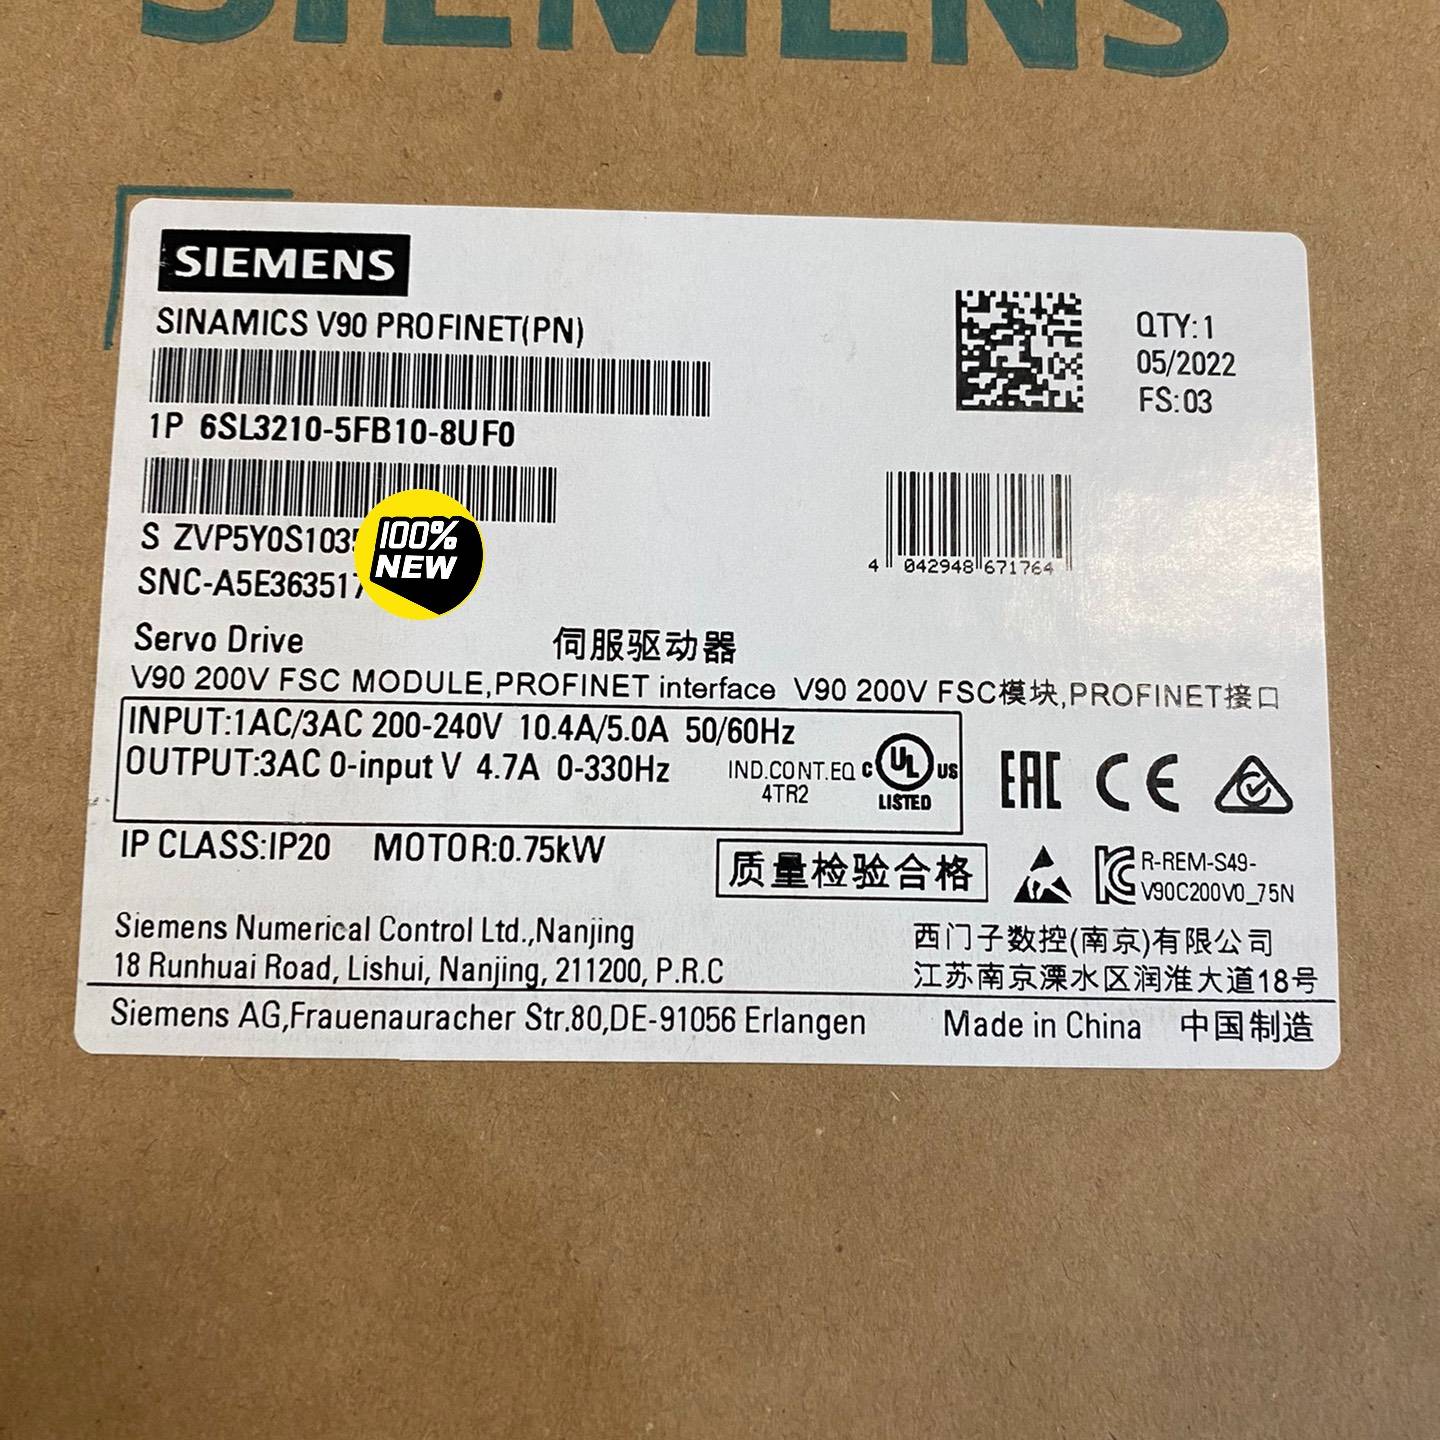 SIEMENS
SIEMENS
SINAMICS V90 PROFINET(PN)
QTY:1
05/2022
FS:03
1P 6SL3210-5FB10-8UF0
S ZVP5Y0S1035
SNC-A5E363517
100%
NEW
4 042948 671764
Servo Drive 伺服驱动器
V90 200V FSC MODULE,PROFINET interface V90 200V FSC模块,PROFINET接口
INPUT:1AC/3AC 200-240V 10.4A/5.0A 50/60Hz
OUTPUT:3AC 0-input V 4.7A 0-330Hz
IND.CONT.EQ
4TR2
C UL US
LISTED
EAC CE
IP CLASS:IP20 MOTOR:0.75kW
质量检验合格
R-REM-S49-
V90C200V0_75N
Siemens Numerical Control Ltd.,Nanjing 西门子数控(南京)有限公司
18 Runhuai Road, Lishui, Nanjing, 211200, P.R.C 江苏南京溧水区润淮大道18号
Siemens AG,Frauenauracher Str.80,DE-91056 Erlangen Made in China 中国制造